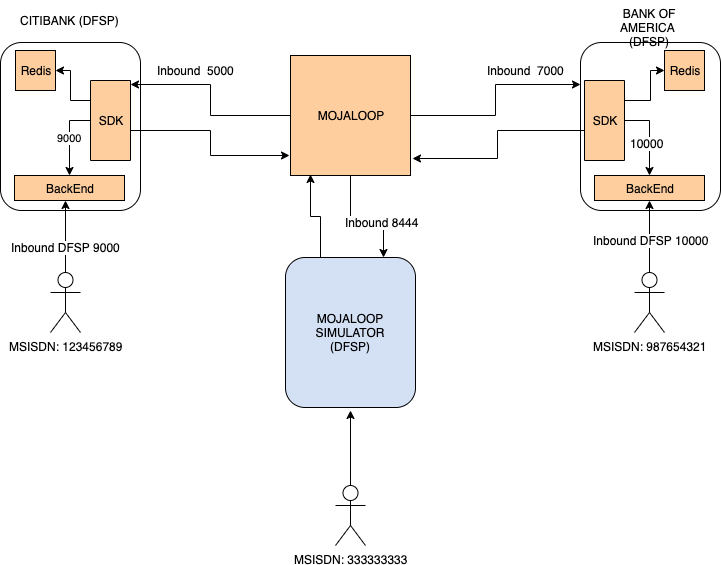 CITIBANK (DFSP)
BANK OF
AMERICA
(DFSP)
Redis
Inbound  5000
MOJALOOP
Inbound  7000
Redis
SDK
SDK
9000
10000
BackEnd
BackEnd
Inbound 8444
Inbound DFSP 9000
Inbound DFSP 10000
MOJALOOP
SIMULATOR
(DFSP)
MSISDN: 123456789
MSISDN: 987654321
MSISDN: 333333333